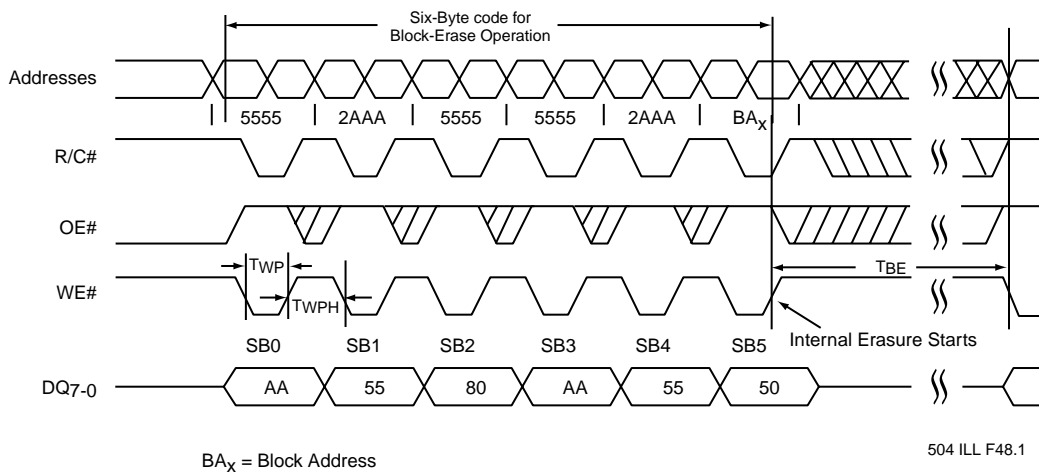 Six-Byte code for
Block-Erase Operation
Addresses
5555 2AAA 5555 5555 2AAA BAX
R/C#
OE#
TWP
TBE
WE#
TWPH
Internal Erasure Starts
SB0 SB1 SB2 SB3 SB4 SB5
DQ7-0
AA 55 80 AA 55 50
504 ILL F48.1
BAX = Block Address